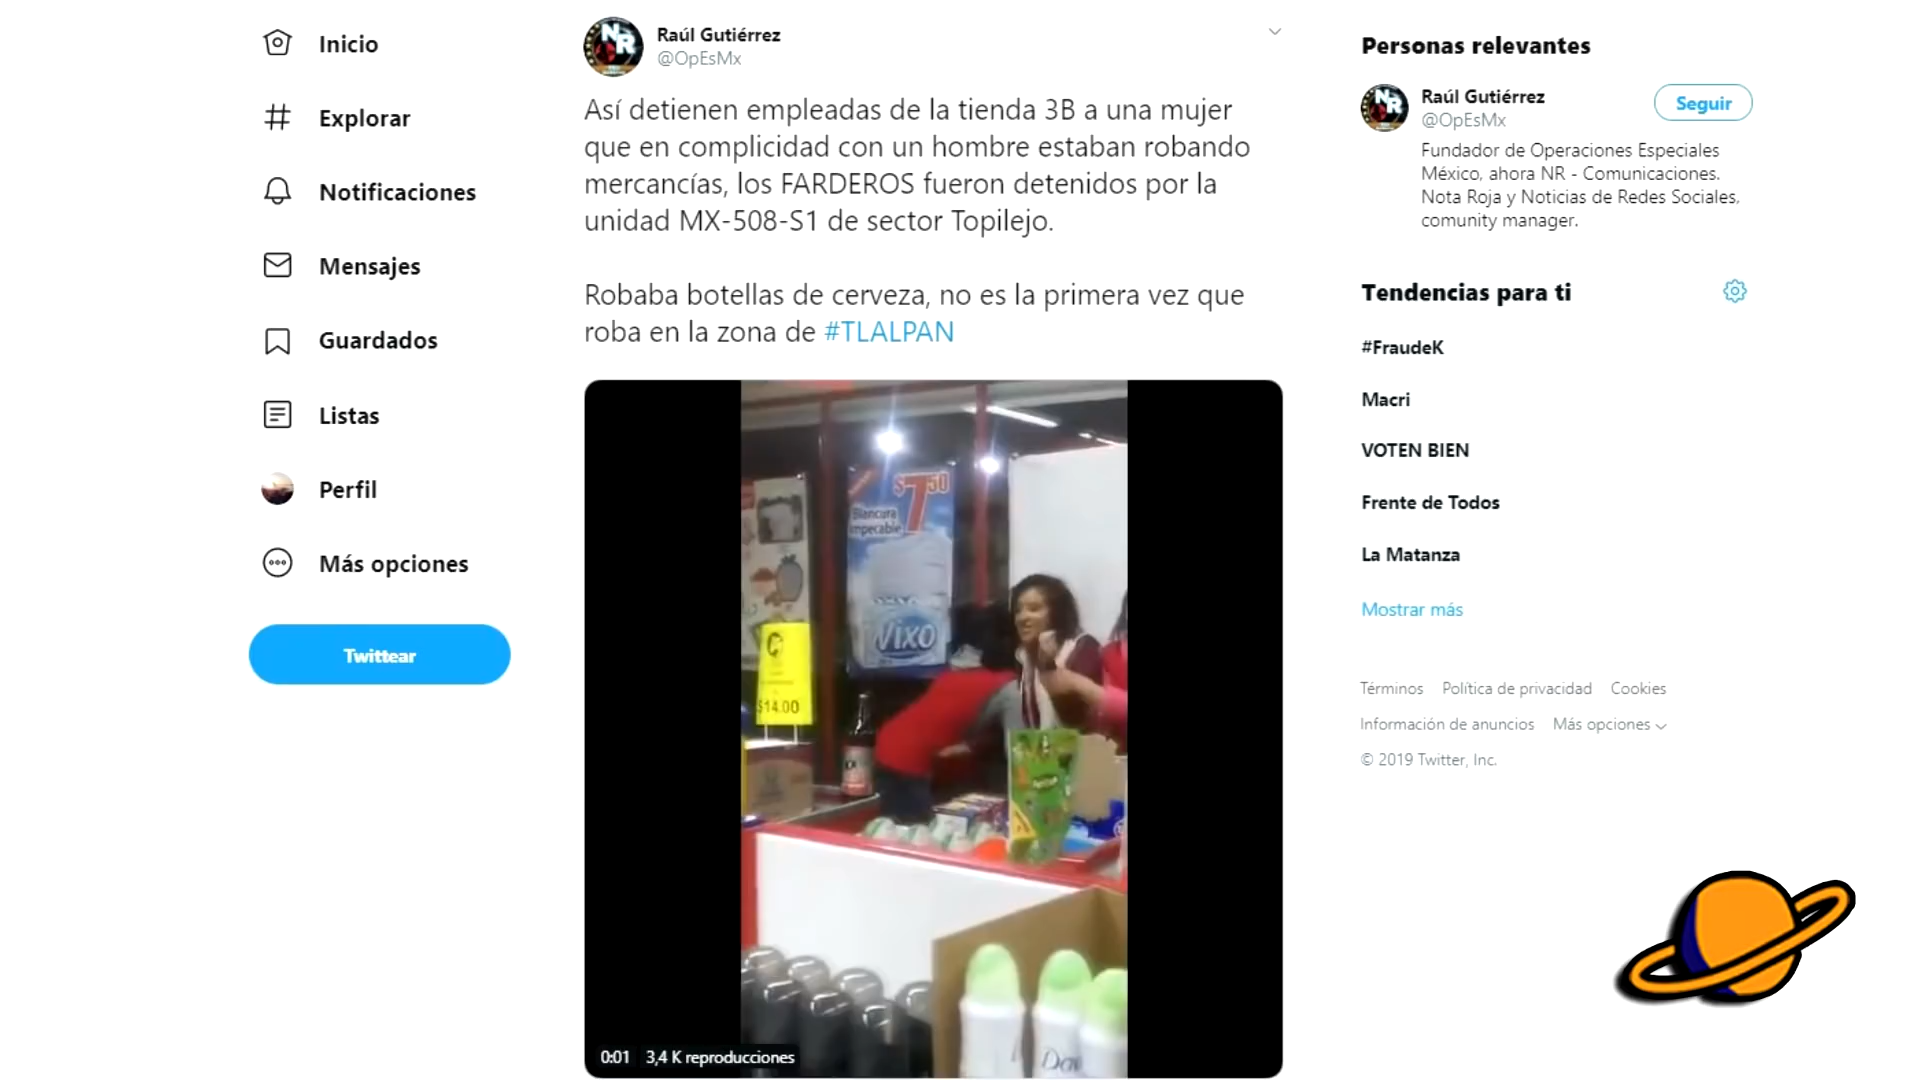 Inicio
Explorar
Notificaciones
Mensajes
Guardados
Listas
Perfil
Más opciones
Twittear
NR
Raúl Gutiérrez
@OpEsMx
Así detienen empleadas de la tienda 3B a una mujer
que en complicidad con un hombre estaban robando
mercancías, los FARDEROS fueron detenidos por la
unidad MX-508-S1 de sector Topilejo.
Robaba botellas de cerveza, no es la primera vez que
roba en la zona de #TLALPAN
$7.50
Blancura
impecable
Vixo
$14.00
Dov
0:01 3,4 K reproducciones
Personas relevantes
NR
Raúl Gutiérrez
@OpEsMx
Seguir
Fundador de Operaciones Especiales
México, ahora NR - Comunicaciones.
Nota Roja y Noticias de Redes Sociales,
comunity manager.
Tendencias para ti
#FraudeK
Macri
VOTEN BIEN
Frente de Todos
La Matanza
Mostrar más
Términos Política de privacidad Cookies
Información de anuncios Más opciones
© 2019 Twitter, Inc.